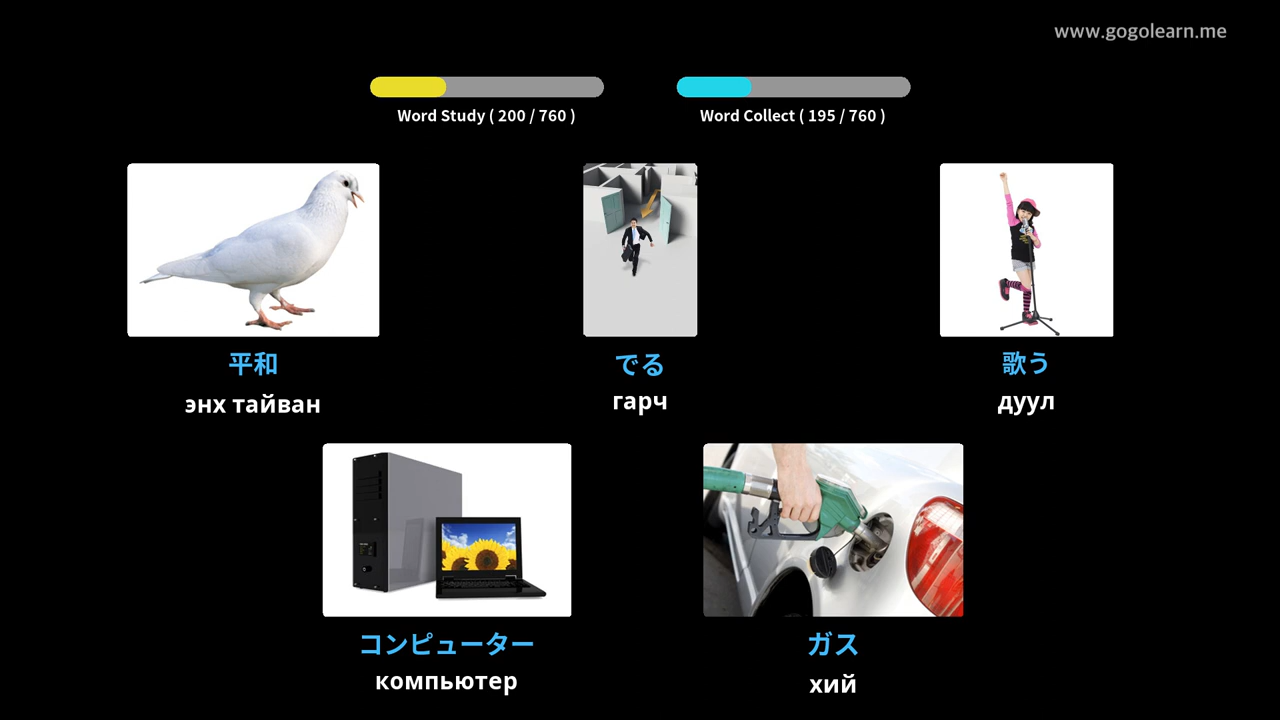 www.gogolearn.me
Word Study ( 200 / 760 )
Word Collect ( 195 / 760 )
平和
энх тайван
でる
гарч
歌う
дуул
コンピューター
компьютер
ガス
хий